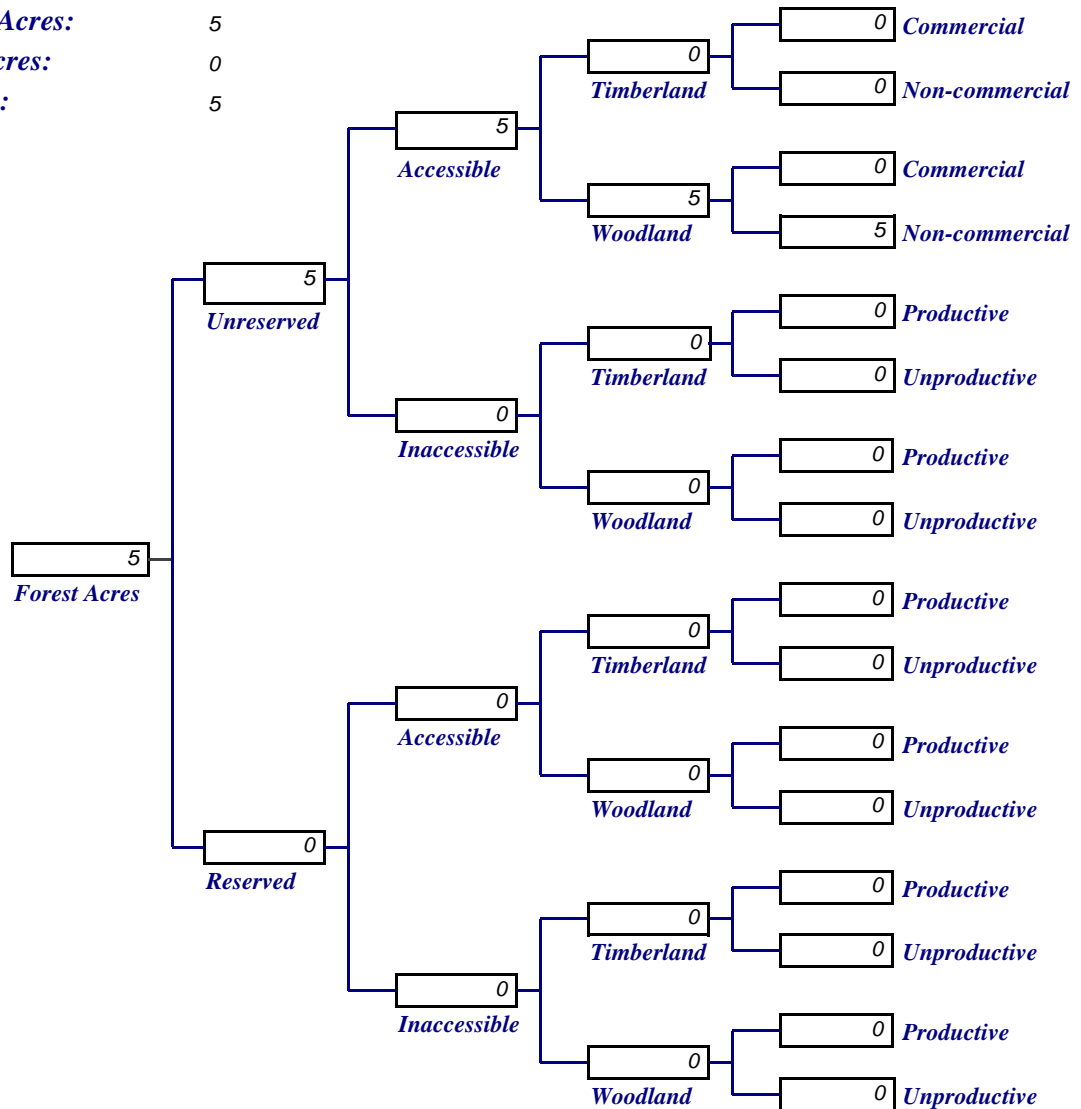 Acres: 5
cres: 0
: 5
0 Commercial
0
Timberland
0 Non-commercial
5
Accessible
0 Commercial
5
Woodland
5 Non-commercial
5
Unreserved
0 Productive
0
Timberland
0 Unproductive
0
Inaccessible
0 Productive
0
Woodland
0 Unproductive
5
Forest Acres
0 Productive
0
Timberland
0 Unproductive
0
Accessible
0 Productive
0
Woodland
0 Unproductive
0
Reserved
0 Productive
0
Timberland
0 Unproductive
0
Inaccessible
0 Productive
0
Woodland
0 Unproductive